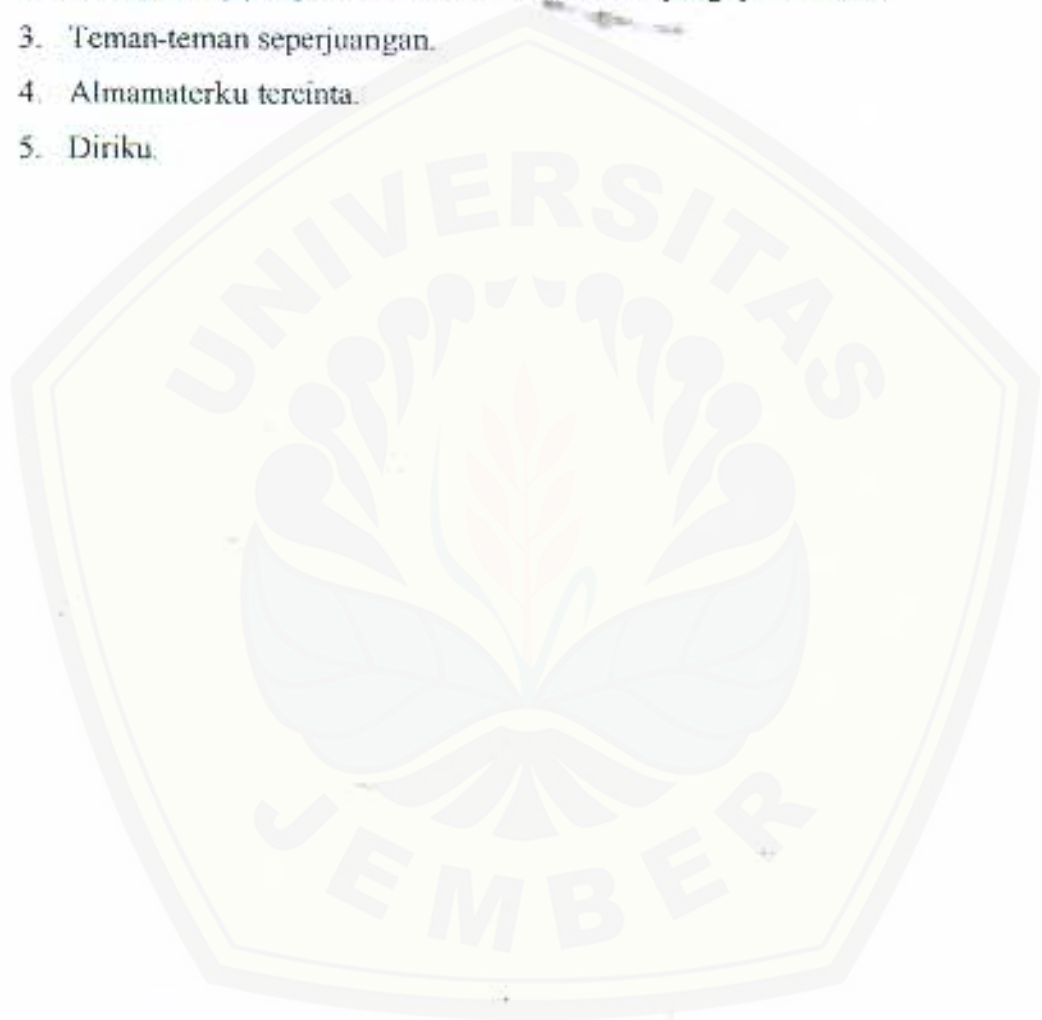 3. Teman-teman seperjuangan.
4. Almamaterku tercinta.
5. Diriku.
UNIVERSITAS
JEMBER